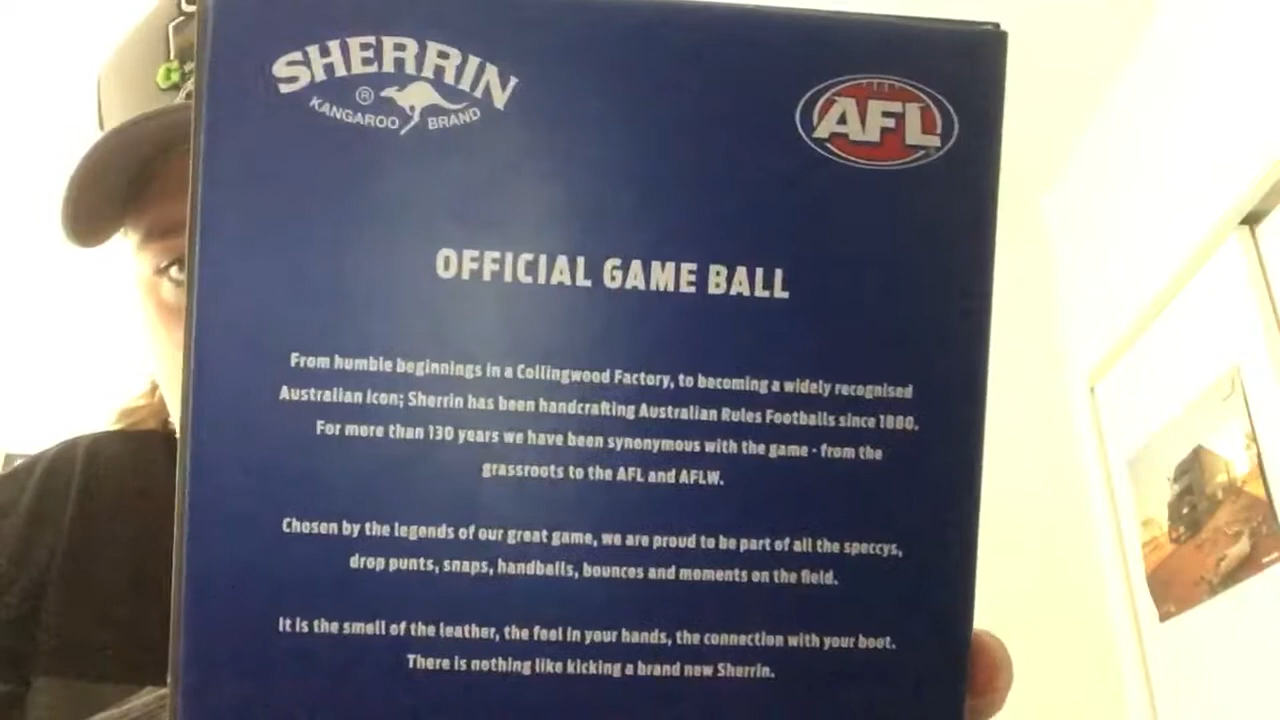 SHERRIN
®
KANGAROO BRAND
AFL
OFFICIAL GAME BALL
From humble beginnings in a Collingwood Factory, to becoming a widely recognised
Australian icon; Sherrin has been handcrafting Australian Rules Footballs since 1880.
For more than 130 years we have been synonymous with the game - from the
grassroots to the AFL and AFLW.
Chosen by the legends of our great game, we are proud to be part of all the speccys,
drop punts, snaps, handballs, bounces and moments on the field.
It is the smell of the leather, the feel in your hands, the connection with your boot.
There is nothing like kicking a brand new Sherrin.